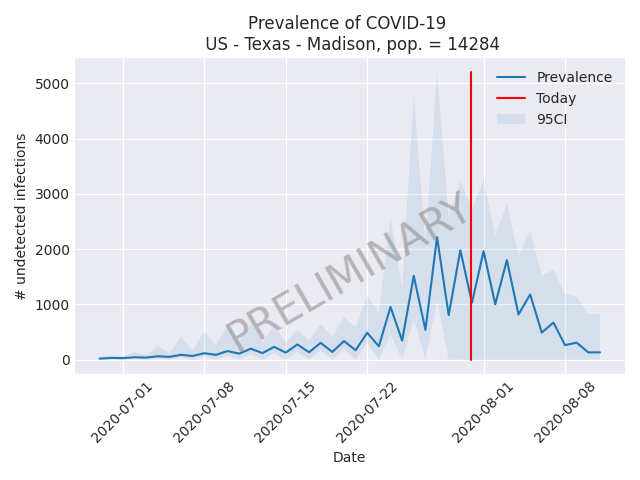 Prevalence of COVID-19
US - Texas - Madison, pop. = 14284
Prevalence
Today
95CI
PRELIMINARY
# undetected infections
5000
4000
3000
2000
1000
0
2020-07-01
2020-07-08
2020-07-15
2020-07-22
2020-08-01
2020-08-08
Date